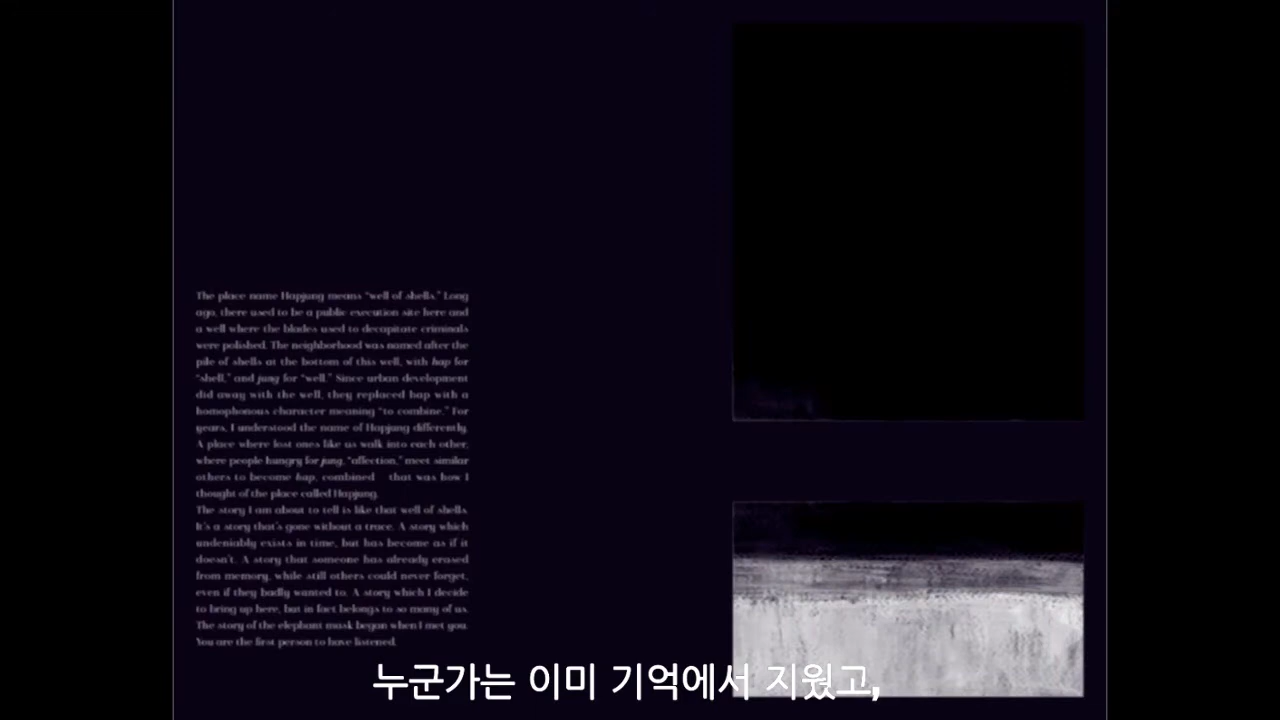 The place name Hapjung means “well of shells.” Long
ago, there used to be a public execution site here and
a well where the blades used to decapitate criminals
were polished. The neighborhood was named after the
pile of shells at the bottom of this well, with hap for
“shell,” and jung for “well.” Since urban development
did away with the well, they replaced hap with a
homophonous character meaning “to combine.” For
years, I understood the name of Hapjung differently.
A place where lost ones like us walk into each other,
where people hungry for jung, “affection,” meet similar
others to become hap, combined that was how I
thought of the place called Hapjung.
The story I am about to tell is like that well of shells.
It’s a story that’s gone without a trace. A story which
undeniably exists in time, but has become as if it
doesn’t. A story that someone has already erased
from memory, while still others could never forget,
even if they badly wanted to. A story which I decide
to bring up here, but in fact belongs to so many of us.
The story of the elephant mask began when I met you.
You are the first person to have listened.
누군가는 이미 기억에서 지웠고,